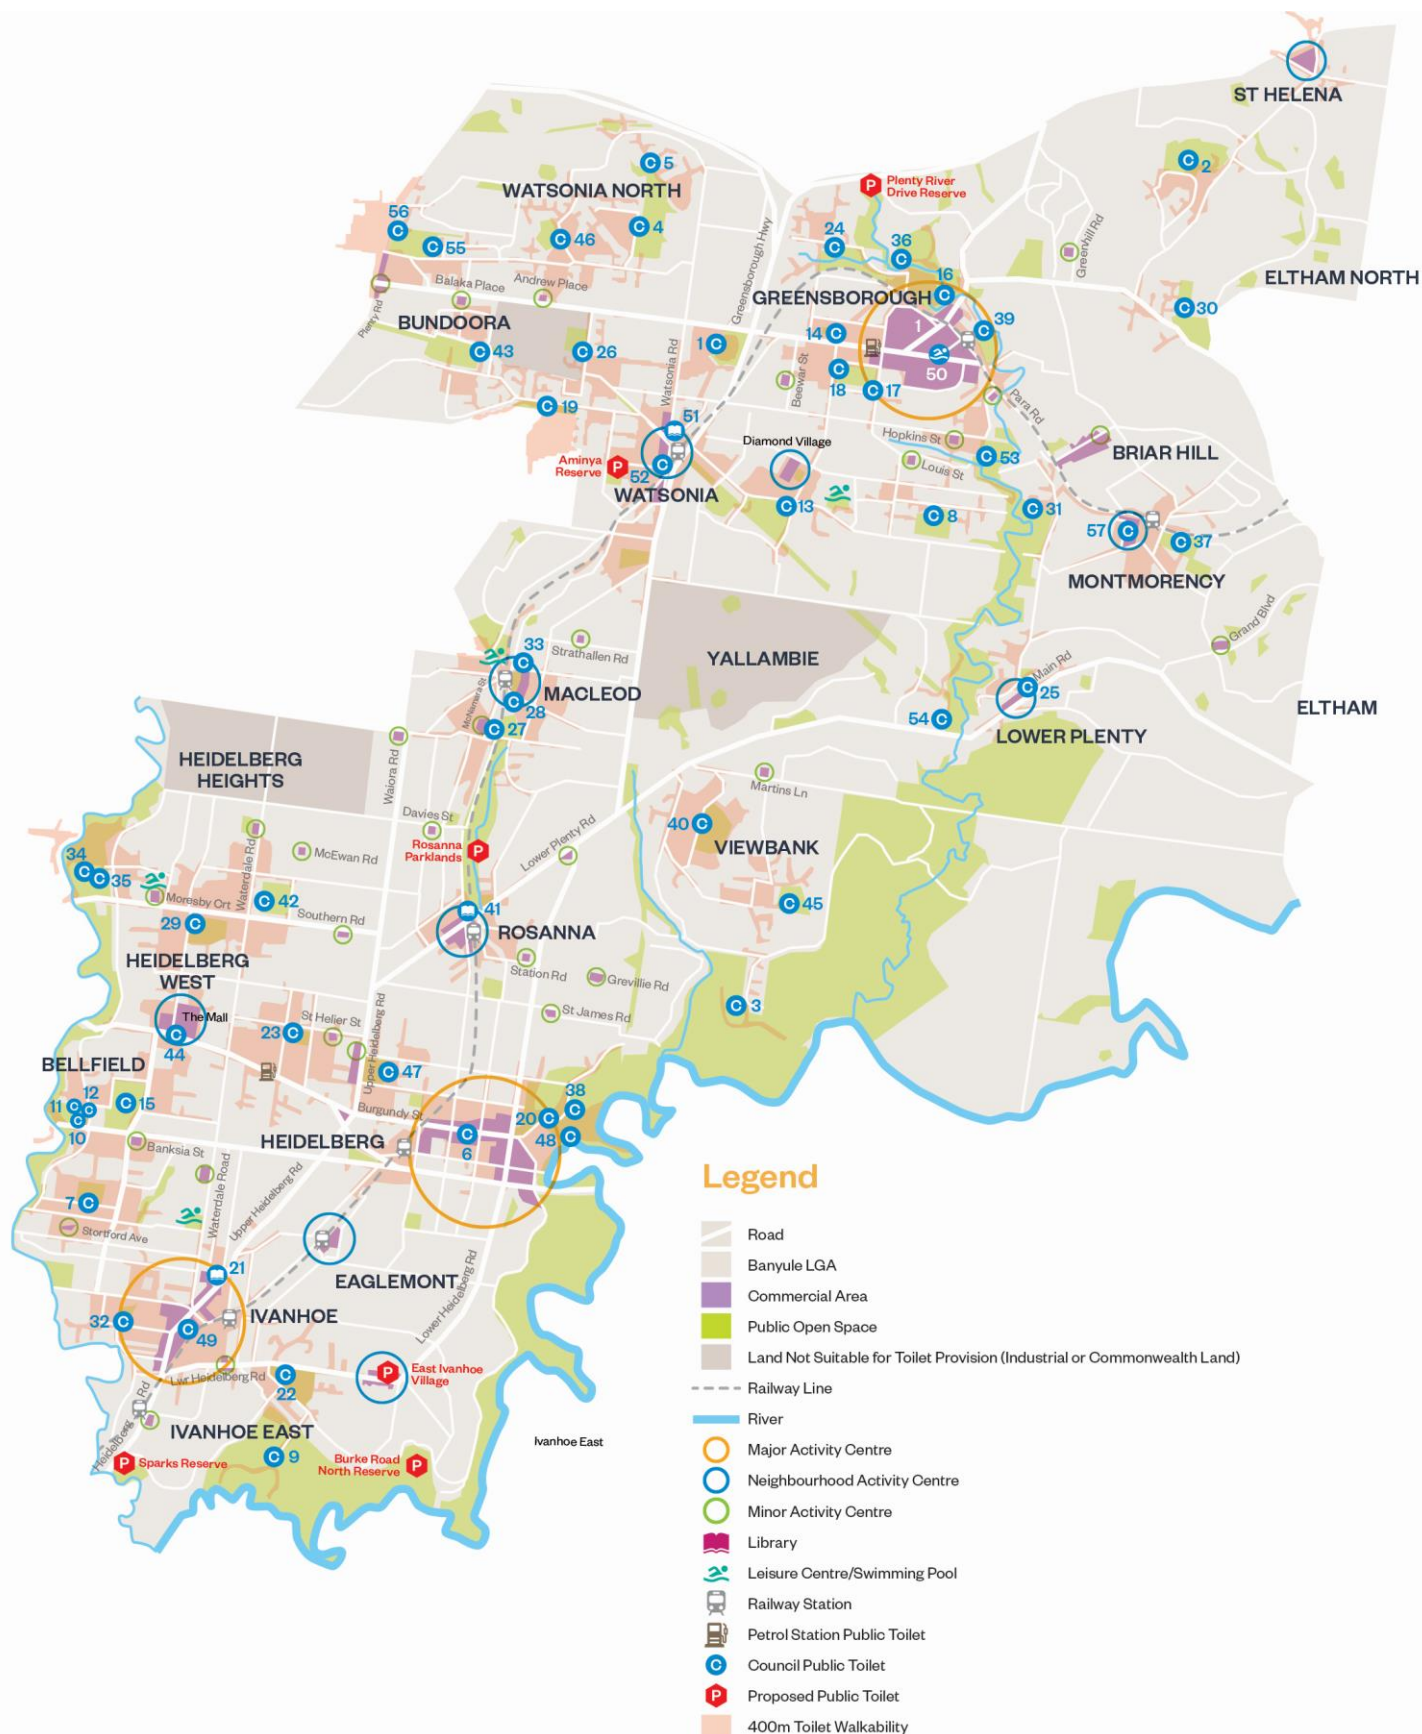 ST HELENA
2
5
WATSONIA NORTH
Plenty River
Drive Reserve
56
4
46
55
24
36
Greenhill Rd
Greensborough Hwy
ELTHAM NORTH
Balaka Place
Andrew Place
16
GREENSBOROUGH
30
Plenty Rd
BUNDOORA
1
14
1
39
43
26
Watsonia Rd
Beewar St
18
17
50
Para Rd
19
51
Hopkins St
Diamond Village
BRIAR HILL
Aminya
Reserve
52
Louis St
53
WATSONIA
13
8
31
57
37
MONTMORENCY
Grand Blvd
33
Strathallen Rd
YALLAMBIE
Main Rd
McNamara St
MACLEOD
28
25
27
54
ELTHAM
LOWER PLENTY
Waiora Rd
HEIDELBERG
HEIGHTS
Martins Ln
Davies St
Lower Plenty Rd
40
VIEWBANK
Rosanna
Parklands
McEwan Rd
Waterdale Rd
34
35
Moresby Crt
42
45
41
Southern Rd
29
ROSANNA
HEIDELBERG
WEST
Station Rd
Grevillie Rd
3
The Mall
St Helier St
St James Rd
23
Upper Heidelberg Rd
44
BELLFIELD
47
12
11
15
38
10
Burgundy St
20
48
6
HEIDELBERG
Banksia St
7
Waterdale Road
Upper Heidelberg Rd
Stortford Ave
21
EAGLEMONT
Lower Heidelberg Rd
32
49
IVANHOE
East Ivanhoe
Village
Lwr Heidelberg Rd
22
Heidelberg Rd
IVANHOE EAST
Ivanhoe East
9
Sparks Reserve
Burke Road
North Reserve
Legend
Road
Banyule LGA
Commercial Area
Public Open Space
Land Not Suitable for Toilet Provision (Industrial or Commonwealth Land)
Railway Line
River
Major Activity Centre
Neighbourhood Activity Centre
Minor Activity Centre
Library
Leisure Centre/Swimming Pool
Railway Station
Petrol Station Public Toilet
C Council Public Toilet
P Proposed Public Toilet
400m Toilet Walkability